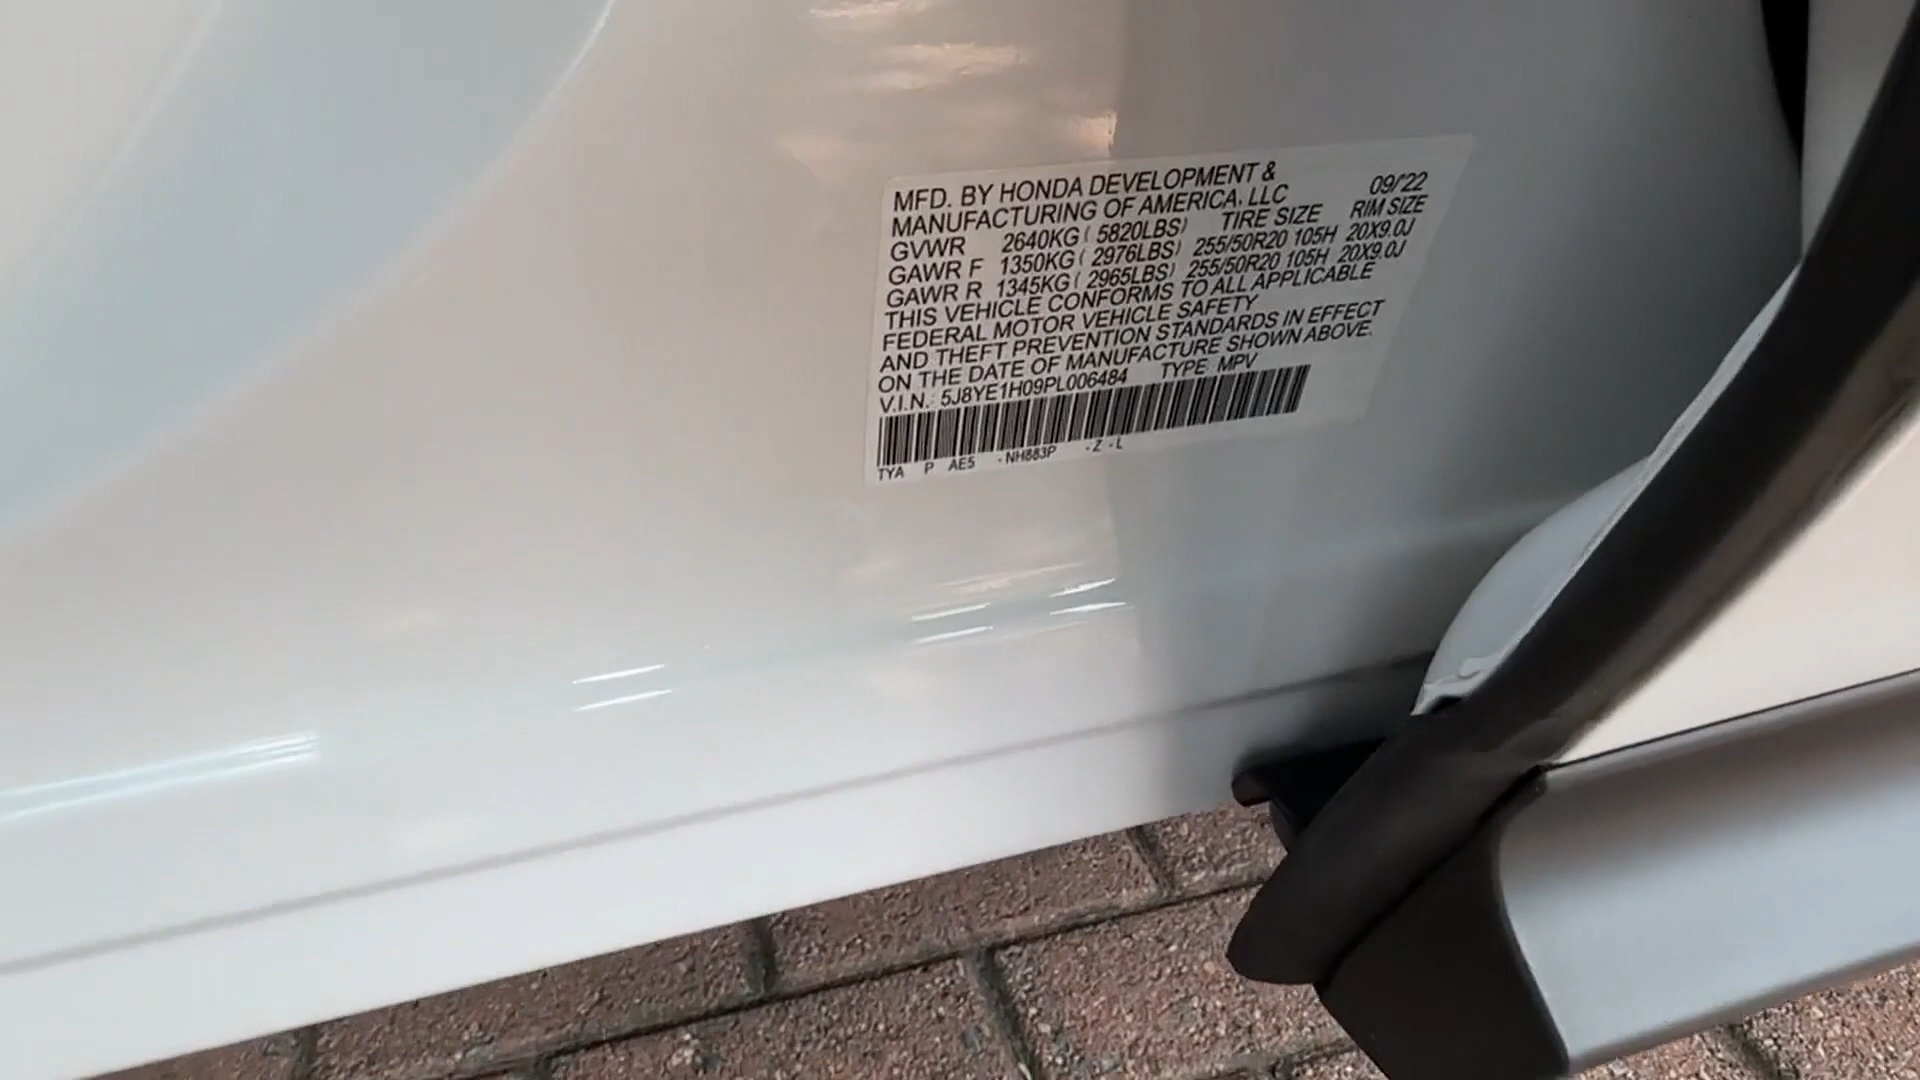 MFD. BY HONDA DEVELOPMENT & 09/'22
MANUFACTURING OF AMERICA, LLC RIM SIZE
GVWR 2640KG ( 5820LBS) TIRE SIZE
GAWR F 1350KG ( 2976LBS) 255/50R20 105H 20X9.0J
GAWR R 1345KG ( 2965LBS) 255/50R20 105H 20X9.0J
THIS VEHICLE CONFORMS TO ALL APPLICABLE
FEDERAL MOTOR VEHICLE SAFETY
AND THEFT PREVENTION STANDARDS IN EFFECT
ON THE DATE OF MANUFACTURE SHOWN ABOVE.
V.I.N.: 5J8YE1H09PL006484 TYPE: MPV
TYA P AE5 - NH883P - Z - L